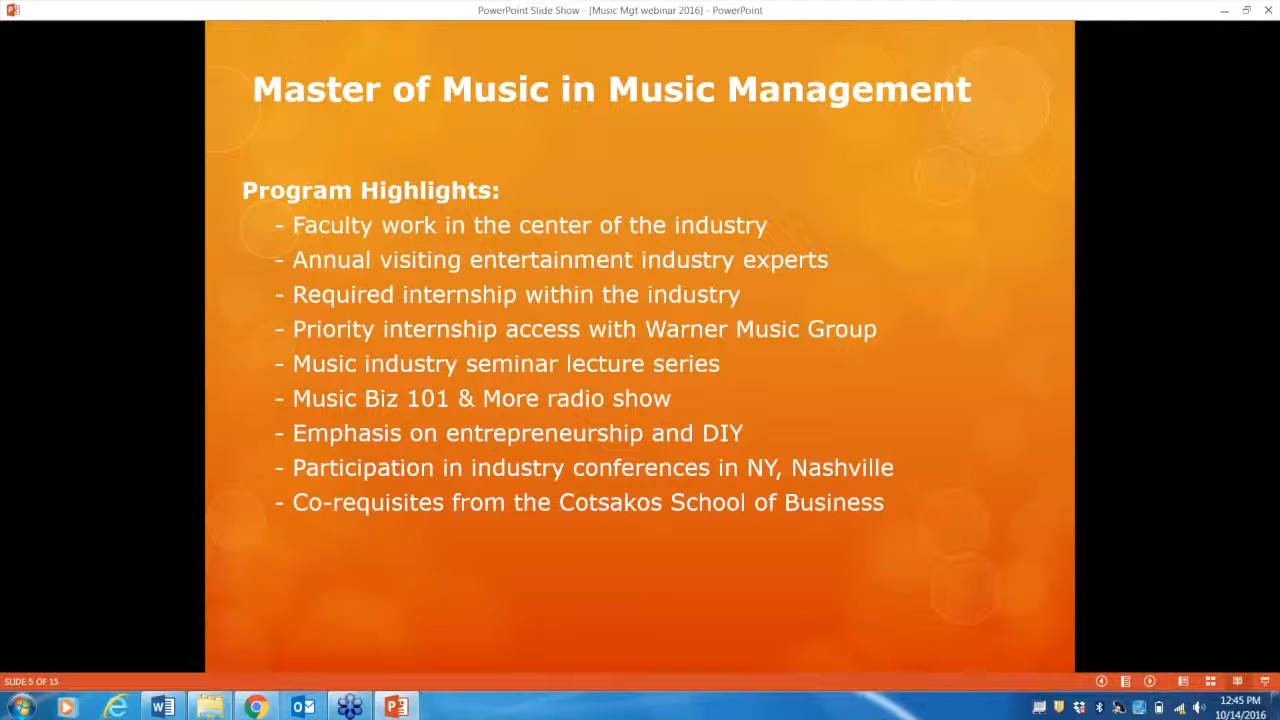 PowerPoint Slide Show - [Music Mgt webinar 2016] - PowerPoint
Master of Music in Music Management
Program Highlights:
- Faculty work in the center of the industry
- Annual visiting entertainment industry experts
- Required internship within the industry
- Priority internship access with Warner Music Group
- Music industry seminar lecture series
- Music Biz 101 & More radio show
- Emphasis on entrepreneurship and DIY
- Participation in industry conferences in NY, Nashville
- Co-requisites from the Cotsakos School of Business
SLIDE 5 OF 15
12:45 PM
10/14/2016